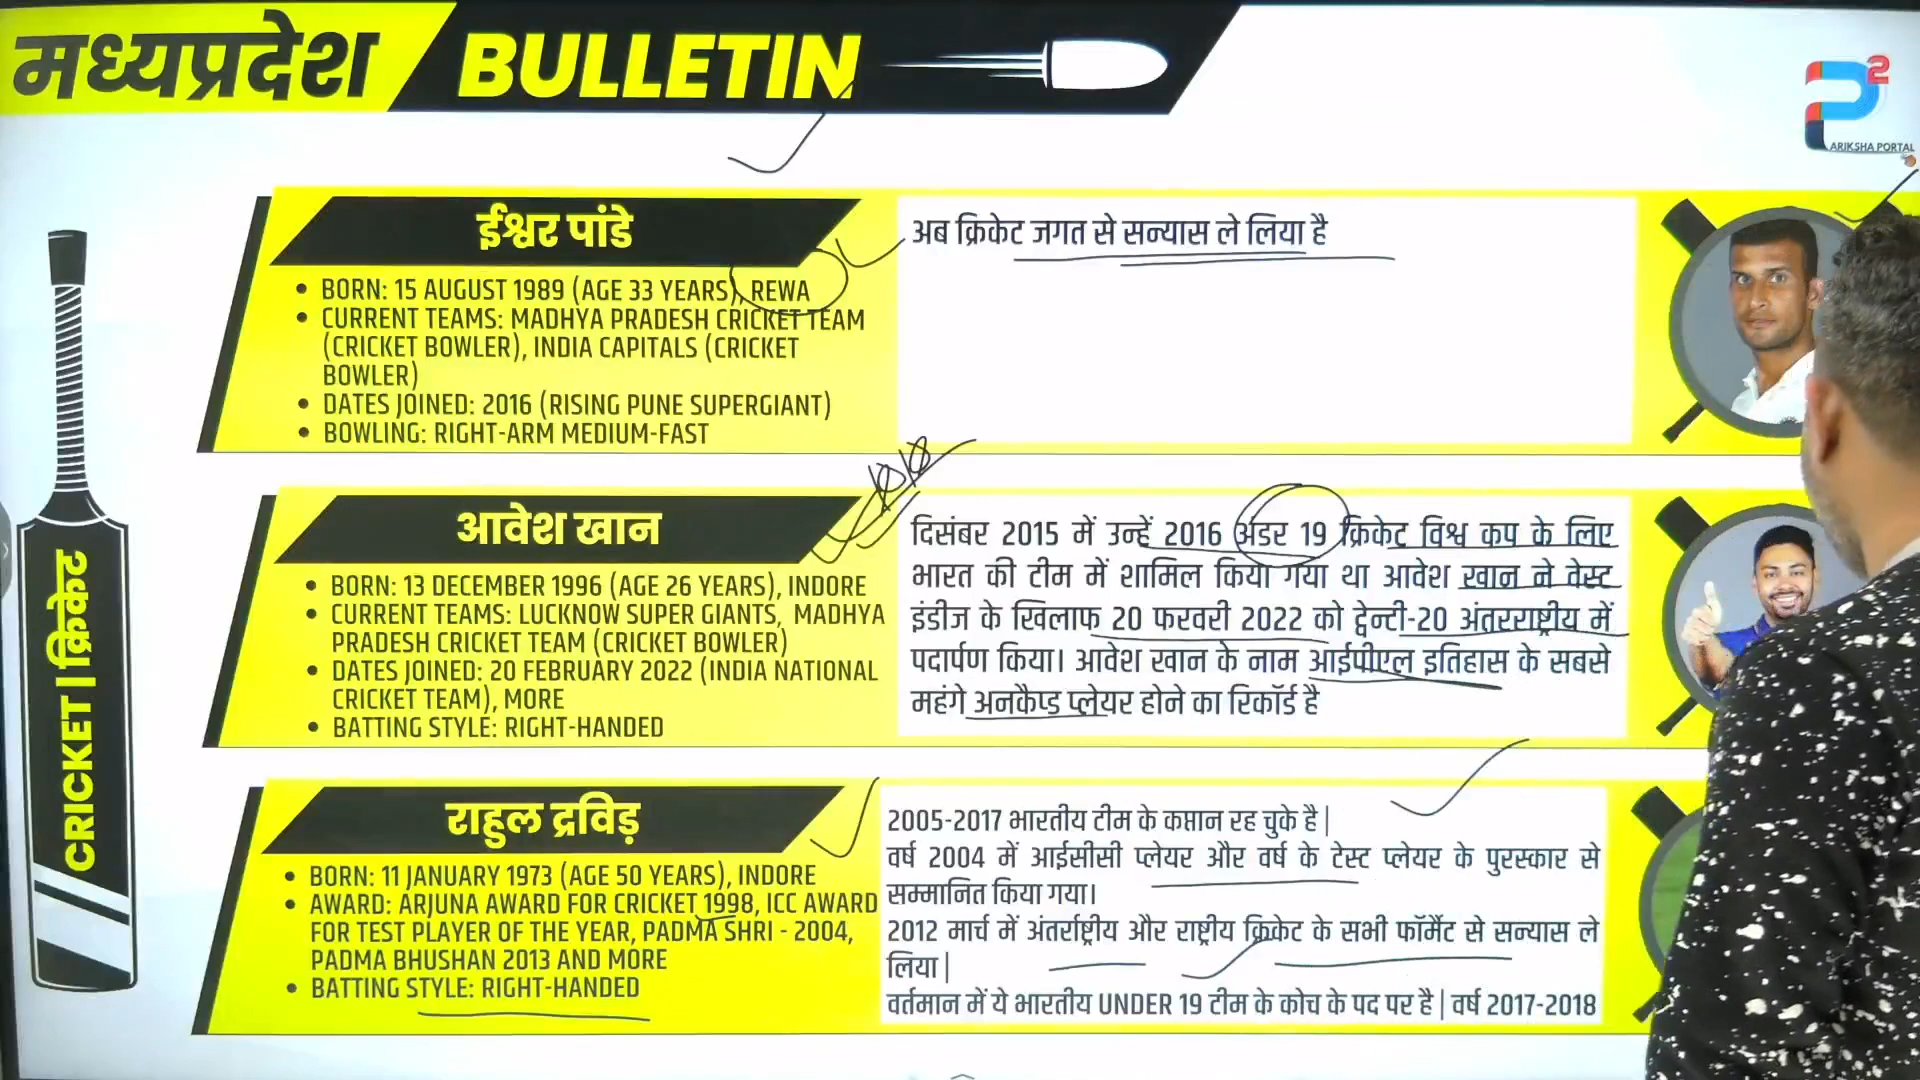 मध्यप्रदेश BULLETIN
P2
ARIKSHA PORTAL
CRICKET | क्रिकेट
ईश्वर पांडे
• BORN: 15 AUGUST 1989 (AGE 33 YEARS), REWA
• CURRENT TEAMS: MADHYA PRADESH CRICKET TEAM
(CRICKET BOWLER), INDIA CAPITALS (CRICKET
BOWLER)
• DATES JOINED: 2016 (RISING PUNE SUPERGIANT)
• BOWLING: RIGHT-ARM MEDIUM-FAST
अब क्रिकेट जगत से सन्यास ले लिया है
आवेश खान
• BORN: 13 DECEMBER 1996 (AGE 26 YEARS), INDORE
• CURRENT TEAMS: LUCKNOW SUPER GIANTS, MADHYA
PRADESH CRICKET TEAM (CRICKET BOWLER)
• DATES JOINED: 20 FEBRUARY 2022 (INDIA NATIONAL
CRICKET TEAM), MORE
• BATTING STYLE: RIGHT-HANDED
दिसंबर 2015 में उन्हें 2016 अंडर 19 क्रिकेट विश्व कप के लिए
भारत की टीम में शामिल किया गया था आवेश खान ने वेस्ट
इंडीज के खिलाफ 20 फरवरी 2022 को ट्वेन्टी-20 अंतरराष्ट्रीय में
पदार्पण किया। आवेश खान के नाम आईपीएल इतिहास के सबसे
महंगे अनकैप्ड प्लेयर होने का रिकॉर्ड है
राहुल द्रविड़
• BORN: 11 JANUARY 1973 (AGE 50 YEARS), INDORE
• AWARD: ARJUNA AWARD FOR CRICKET 1998, ICC AWARD
FOR TEST PLAYER OF THE YEAR, PADMA SHRI - 2004,
PADMA BHUSHAN 2013 AND MORE
• BATTING STYLE: RIGHT-HANDED
2005-2017 भारतीय टीम के कप्तान रह चुके है |
वर्ष 2004 में आईसीसी प्लेयर और वर्ष के टेस्ट प्लेयर के पुरस्कार से
सम्मानित किया गया।
2012 मार्च में अंतर्राष्ट्रीय और राष्ट्रीय क्रिकेट के सभी फॉर्मेट से सन्यास ले
लिया |
वर्तमान में ये भारतीय UNDER 19 टीम के कोच के पद पर है | वर्ष 2017-2018